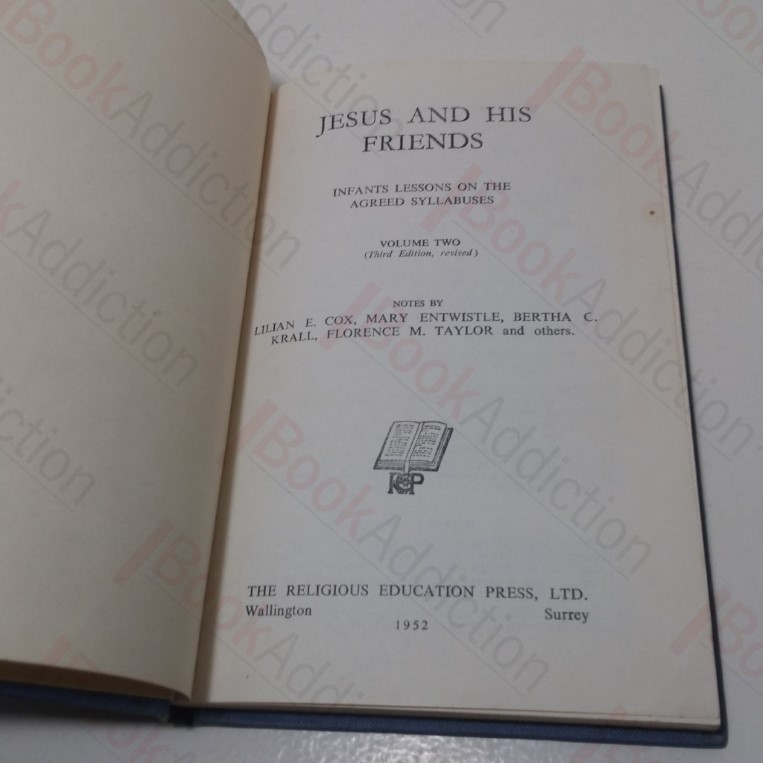 JESUS AND HIS
FRIENDS
INFANTS LESSONS ON THE
AGREED SYLLABUSES
VOLUME TWO
(Third Edition, revised)
NOTES BY
LILIAN E. COX, MARY ENTWISTLE, BERTHA C.
KRALL, FLORENCE M. TAYLOR and others.
THE RELIGIOUS EDUCATION PRESS, LTD.
Wallington Surrey
1952
BookAddiction